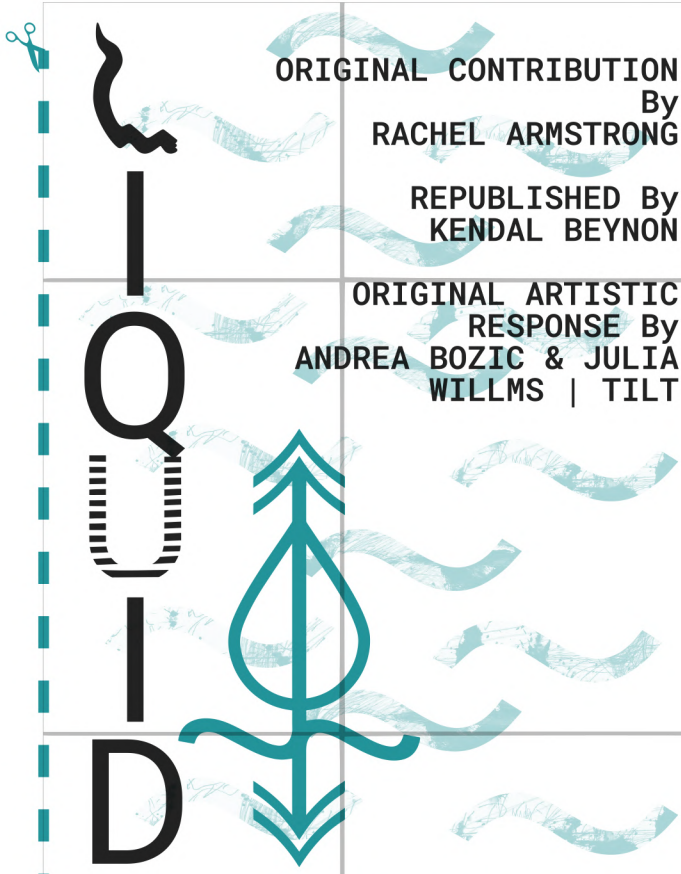 LIQUID
ORIGINAL CONTRIBUTION
By
RACHEL ARMSTRONG
REPUBLISHED By
KENDAL BEYNON
ORIGINAL ARTISTIC
RESPONSE By
ANDREA BOZIC & JULIA
WILLMS | TILT